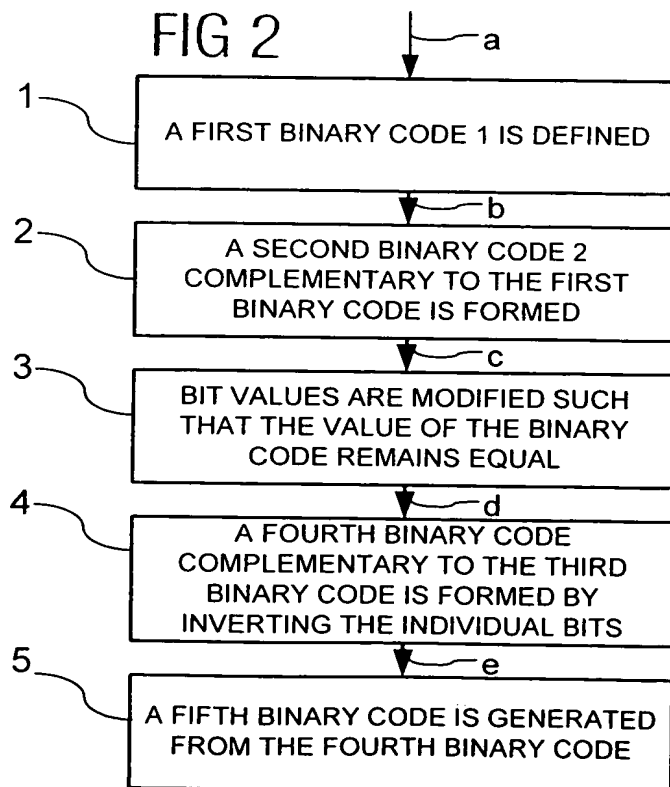 FIG 2
a
1
A FIRST BINARY CODE 1 IS DEFINED
b
2
A SECOND BINARY CODE 2
COMPLEMENTARY TO THE FIRST
BINARY CODE IS FORMED
c
3
BIT VALUES ARE MODIFIED SUCH
THAT THE VALUE OF THE BINARY
CODE REMAINS EQUAL
d
4
A FOURTH BINARY CODE
COMPLEMENTARY TO THE THIRD
BINARY CODE IS FORMED BY
INVERTING THE INDIVIDUAL BITS
e
5
A FIFTH BINARY CODE IS GENERATED
FROM THE FOURTH BINARY CODE